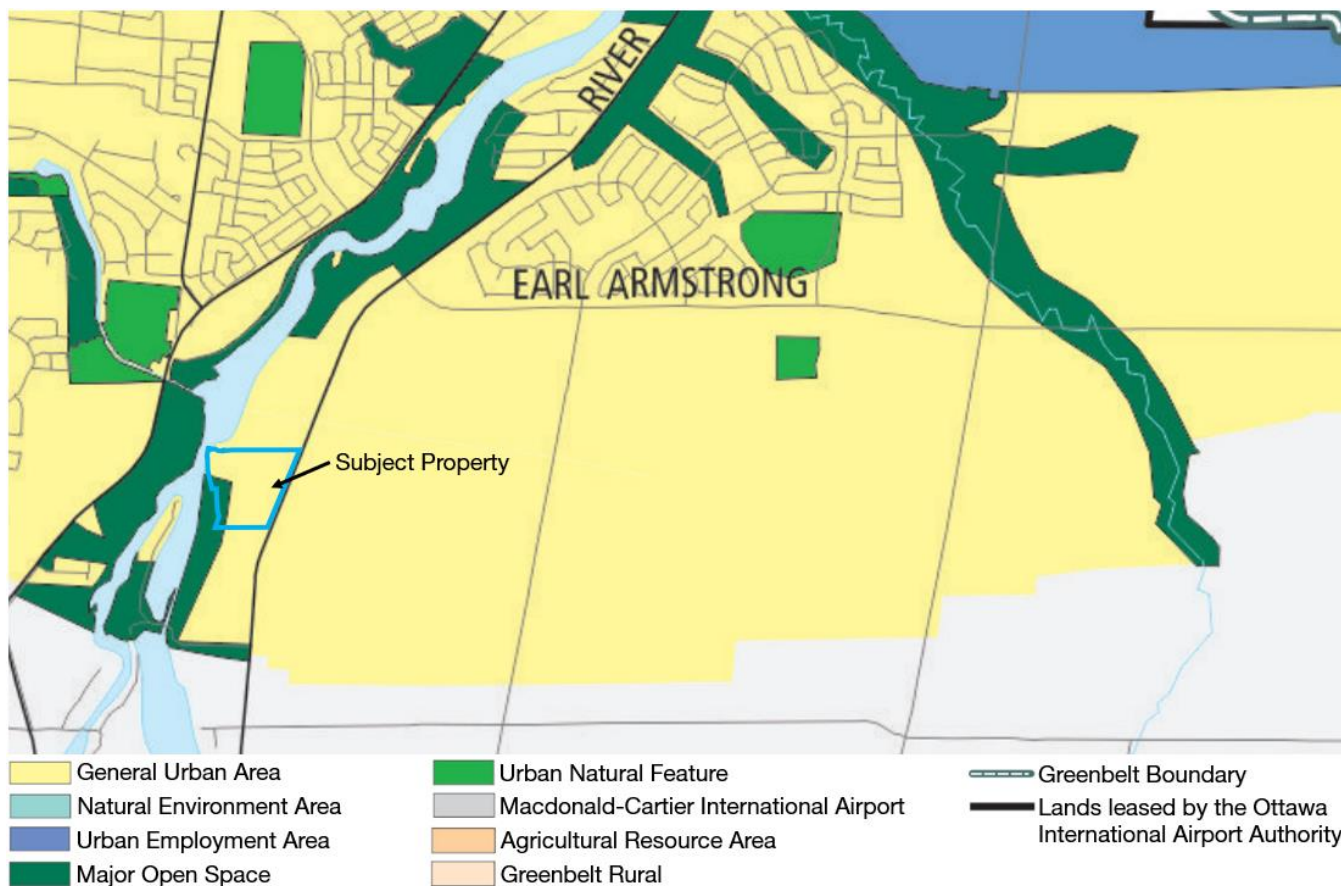 RIVER
EARL ARMSTRONG
Subject Property
General Urban Area
Natural Environment Area
Urban Employment Area
Major Open Space
Urban Natural Feature
Macdonald-Cartier International Airport
Agricultural Resource Area
Greenbelt Rural
Greenbelt Boundary
Lands leased by the Ottawa
International Airport Authority